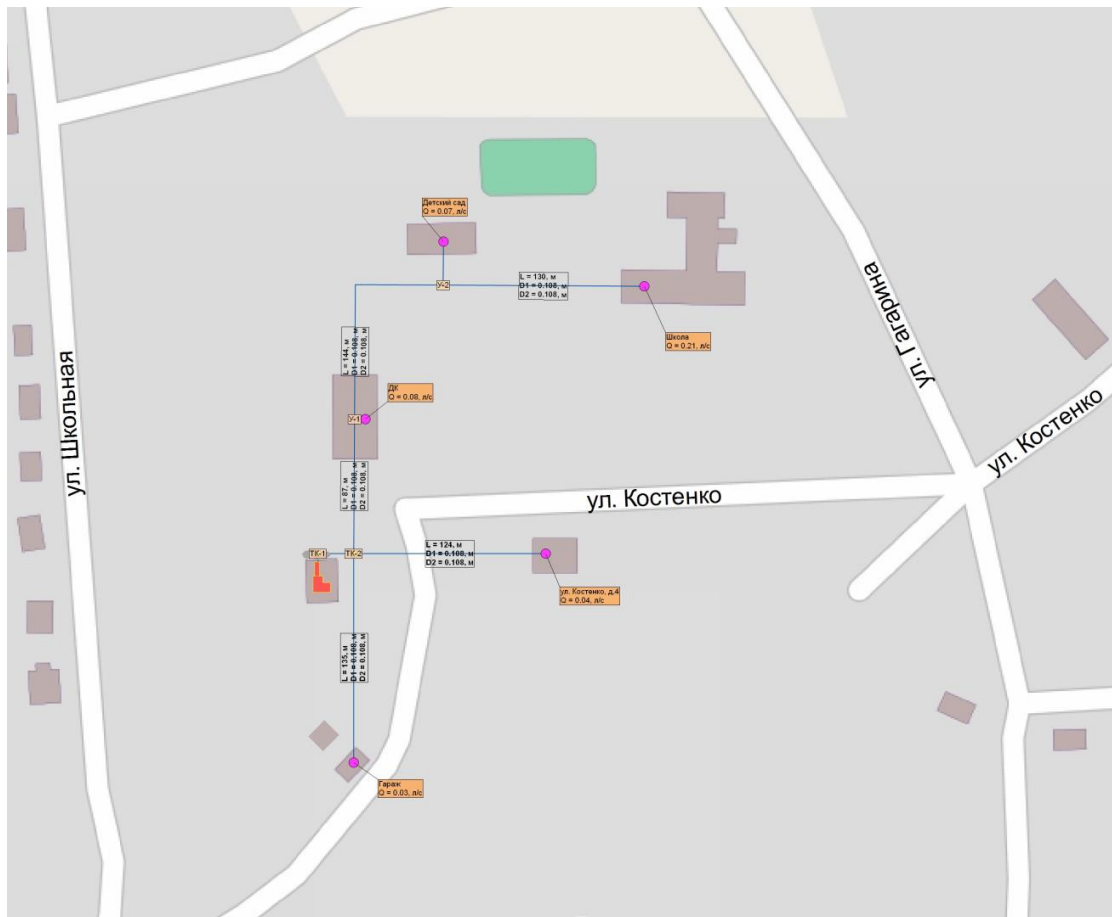 Детский сад
Q = 0.07, л/с
У-2
L = 130, м
D1 = 0.108, м
D2 = 0.108, м
Школа
Q = 0.21, л/с
ул. Гагарина
ул. Школьная
L = 144, м
D1 = 0.108, м
D2 = 0.108, м
ДК
Q = 0.08, л/с
У-1
ул. Костенко
L = 87, м
D1 = 0.108, м
D2 = 0.108, м
ул. Костенко
ТК-1
ТК-2
L = 124, м
D1 = 0.108, м
D2 = 0.108, м
ул. Костенко, д.4
Q = 0.04, л/с
L = 135, м
D1 = 0.108, м
D2 = 0.108, м
Гараж
Q = 0.03, л/с